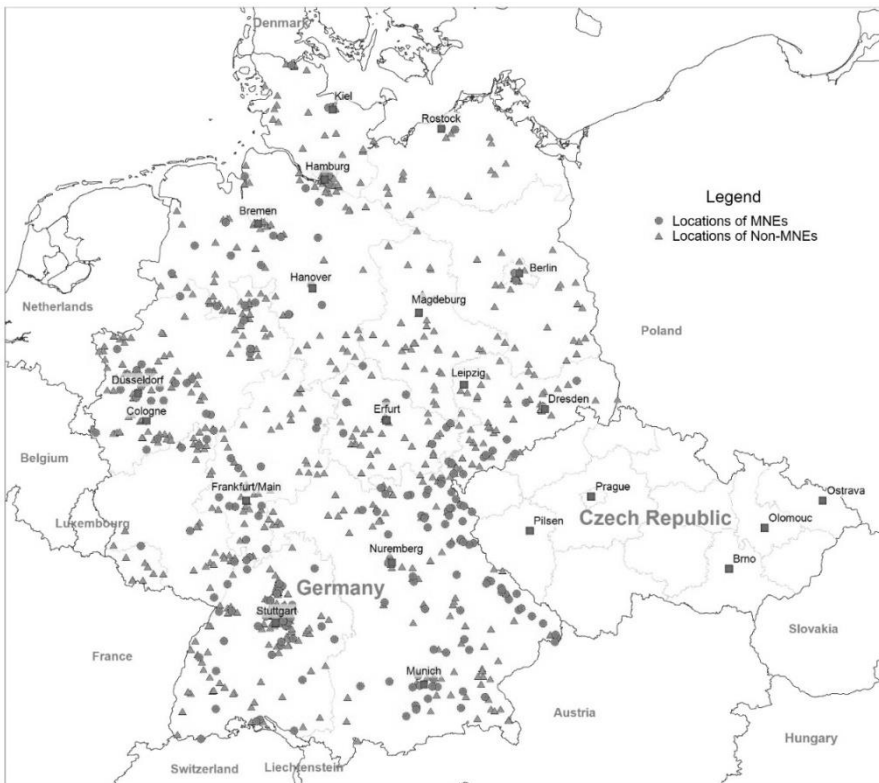 Denmark
Kiel
Rostock
Hamburg
Legend
Locations of MNEs
Locations of Non-MNEs
Bremen
Berlin
Hanover
Netherlands
Magdeburg
Poland
Düsseldorf
Leipzig
Dresden
Cologne
Erfurt
Belgium
Frankfurt/Main
Prague
Ostrava
Luxembourg
Czech Republic
Pilsen
Olomouc
Nuremberg
Brno
Germany
Stuttgart
Slovakia
France
Munich
Austria
Hungary
Switzerland
Liechtenstein